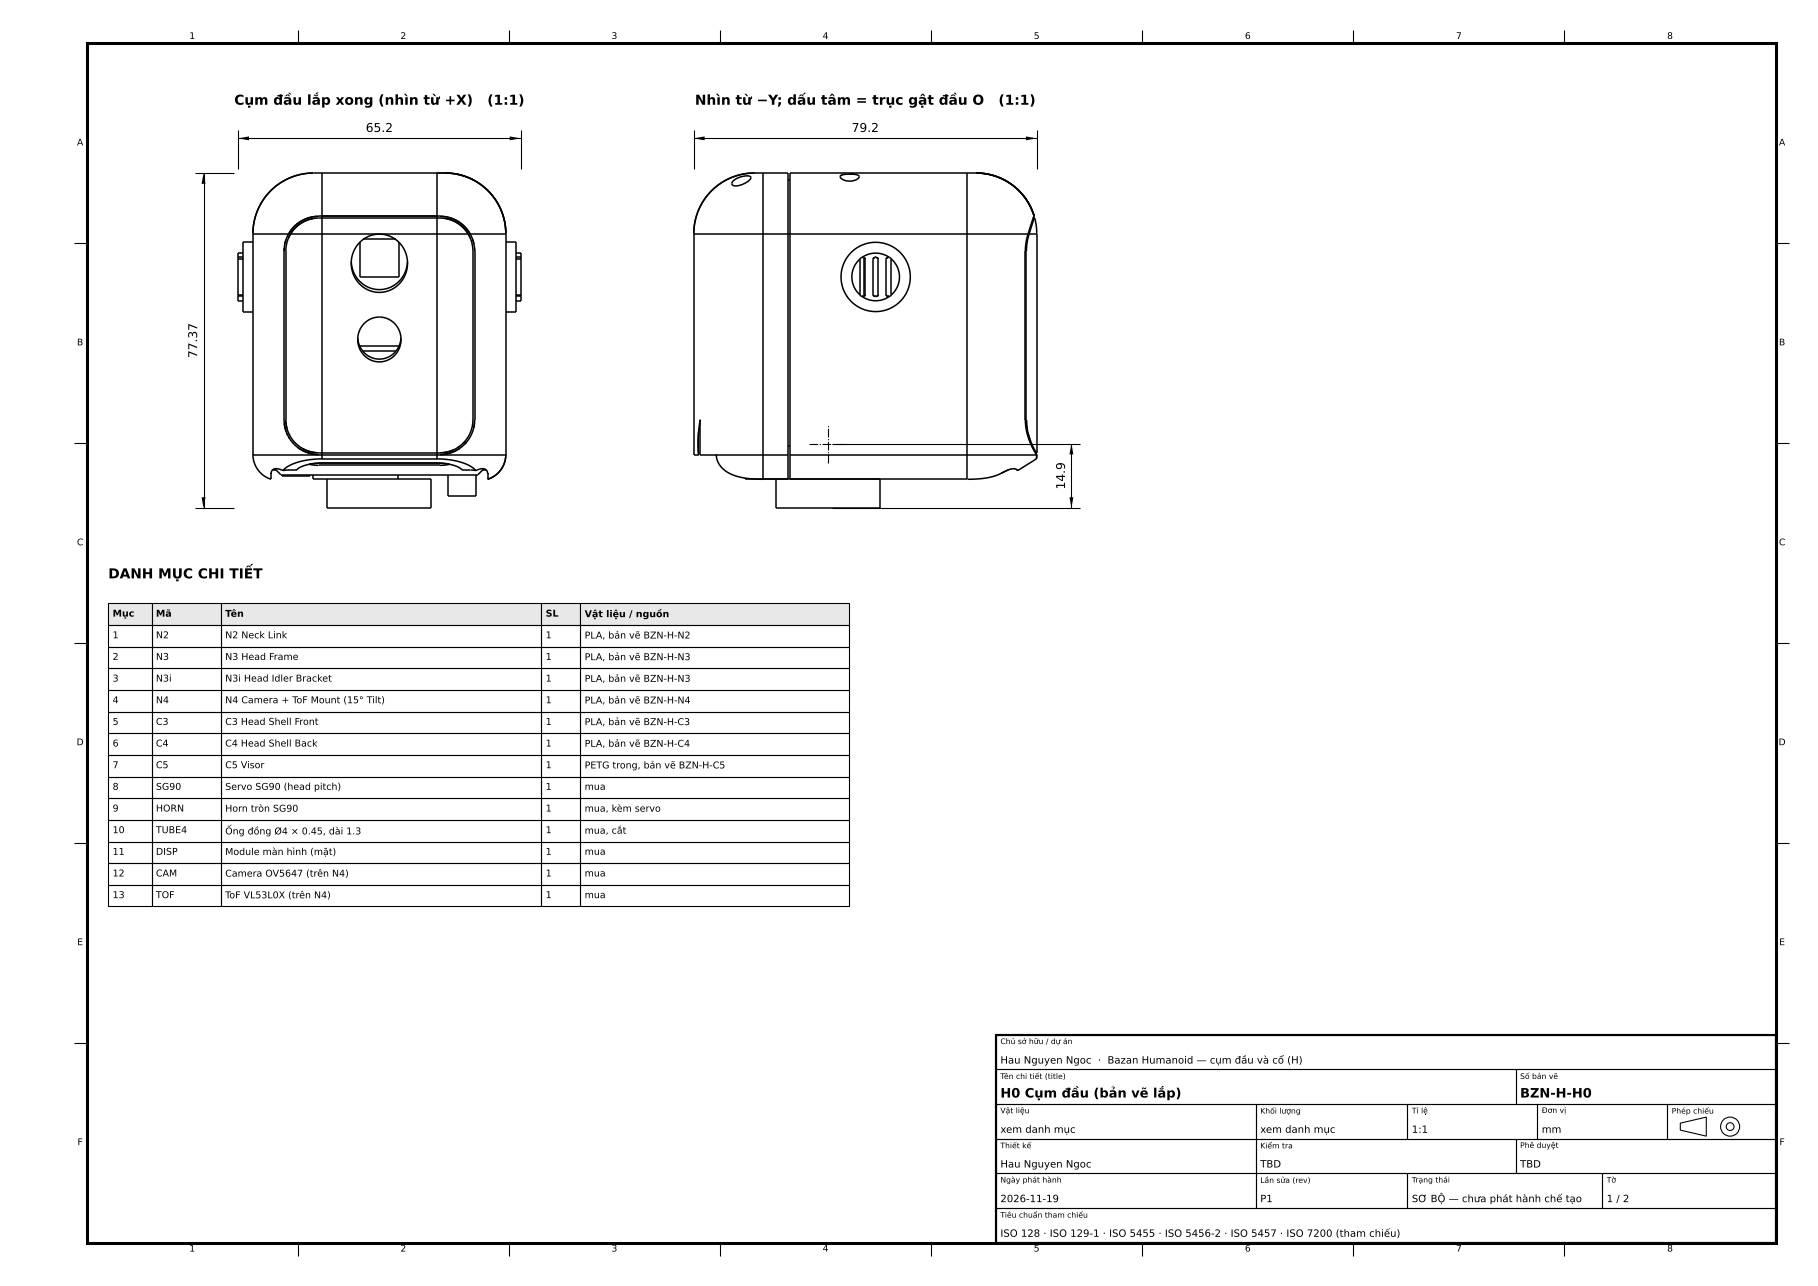 1 2 3 4 5 6 7 8
Cụm đầu lắp xong (nhìn từ +X) (1:1)
Nhìn từ −Y; dấu tâm = trục gật đầu O (1:1)
65.2
79.2
A A
77.37
B B
14.9
C C
DANH MỤC CHI TIẾT
Mục Mã Tên SL Vật liệu / nguồn
1 N2 N2 Neck Link 1 PLA, bản vẽ BZN-H-N2
2 N3 N3 Head Frame 1 PLA, bản vẽ BZN-H-N3
3 N3i N3i Head Idler Bracket 1 PLA, bản vẽ BZN-H-N3
4 N4 N4 Camera + ToF Mount (15° Tilt) 1 PLA, bản vẽ BZN-H-N4
5 C3 C3 Head Shell Front 1 PLA, bản vẽ BZN-H-C3
6 C4 C4 Head Shell Back 1 PLA, bản vẽ BZN-H-C4
7 C5 C5 Visor 1 PETG trong, bản vẽ BZN-H-C5
8 SG90 Servo SG90 (head pitch) 1 mua
9 HORN Horn tròn SG90 1 mua, kèm servo
10 TUBE4 Ống đồng Ø4 × 0.45, dài 1.3 1 mua, cắt
11 DISP Module màn hình (mặt) 1 mua
12 CAM Camera OV5647 (trên N4) 1 mua
13 TOF ToF VL53L0X (trên N4) 1 mua
D D
E E
Chủ sở hữu / dự án
Hau Nguyen Ngoc · Bazan Humanoid — cụm đầu và cổ (H)
Tên chi tiết (title) Số bản vẽ
H0 Cụm đầu (bản vẽ lắp) BZN-H-H0
Vật liệu Khối lượng Tỉ lệ Đơn vị Phép chiếu
xem danh mục xem danh mục 1:1 mm
F F
Thiết kế Kiểm tra Phê duyệt
Hau Nguyen Ngoc TBD TBD
Ngày phát hành Lần sửa (rev) Trạng thái Tờ
2026-11-19 P1 SƠ BỘ — chưa phát hành chế tạo 1 / 2
Tiêu chuẩn tham chiếu
ISO 128 · ISO 129-1 · ISO 5455 · ISO 5456-2 · ISO 5457 · ISO 7200 (tham chiếu)
1 2 3 4 5 6 7 8